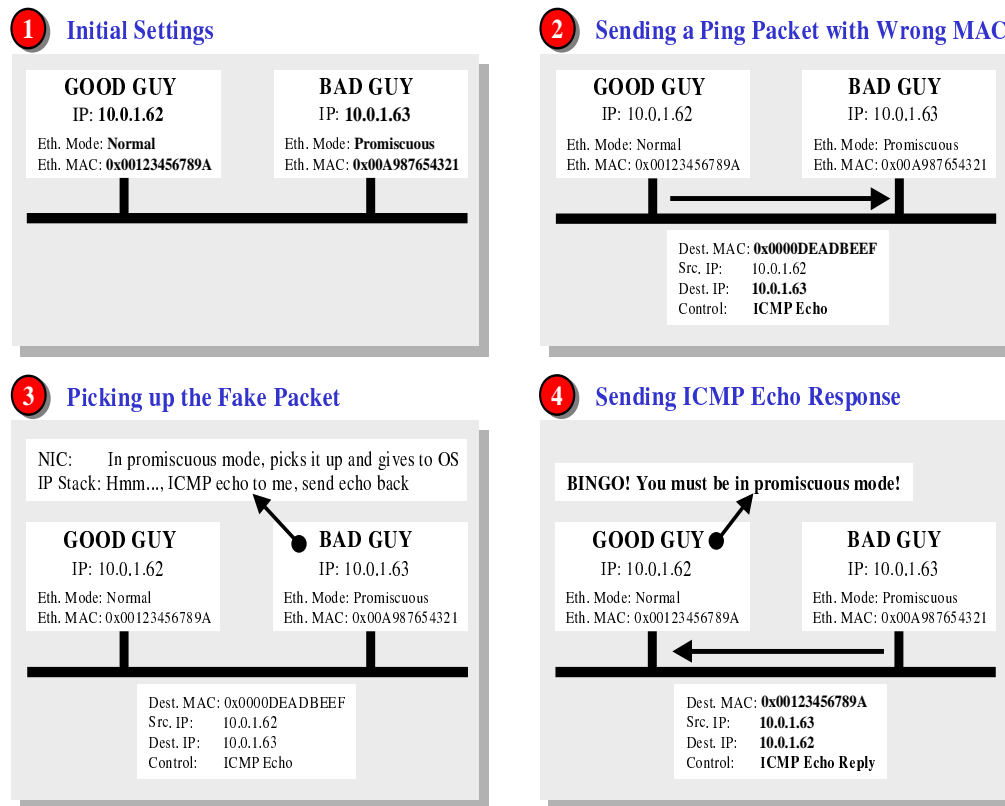 1 Initial Settings
GOOD GUY
IP: 10.0.1.62
Eth. Mode: Normal
Eth. MAC: 0x00123456789A
BAD GUY
IP: 10.0.1.63
Eth. Mode: Promiscuous
Eth. MAC: 0x00A987654321
2 Sending a Ping Packet with Wrong MAC
GOOD GUY
IP: 10.0.1.62
Eth. Mode: Normal
Eth. MAC: 0x00123456789A
BAD GUY
IP: 10.0.1.63
Eth. Mode: Promiscuous
Eth. MAC: 0x00A987654321
Dest. MAC: 0x0000DEADBEEF
Src. IP: 10.0.1.62
Dest. IP: 10.0.1.63
Control: ICMP Echo
3 Picking up the Fake Packet
NIC: In promiscuous mode, picks it up and gives to OS
IP Stack: Hmm..., ICMP echo to me, send echo back
GOOD GUY
IP: 10.0.1.62
Eth. Mode: Normal
Eth. MAC: 0x00123456789A
BAD GUY
IP: 10.0.1.63
Eth. Mode: Promiscuous
Eth. MAC: 0x00A987654321
Dest. MAC: 0x0000DEADBEEF
Src. IP: 10.0.1.62
Dest. IP: 10.0.1.63
Control: ICMP Echo
4 Sending ICMP Echo Response
BINGO! You must be in promiscuous mode!
GOOD GUY
IP: 10.0.1.62
Eth. Mode: Normal
Eth. MAC: 0x00123456789A
BAD GUY
IP: 10.0.1.63
Eth. Mode: Promiscuous
Eth. MAC: 0x00A987654321
Dest. MAC: 0x00123456789A
Src. IP: 10.0.1.63
Dest. IP: 10.0.1.62
Control: ICMP Echo Reply